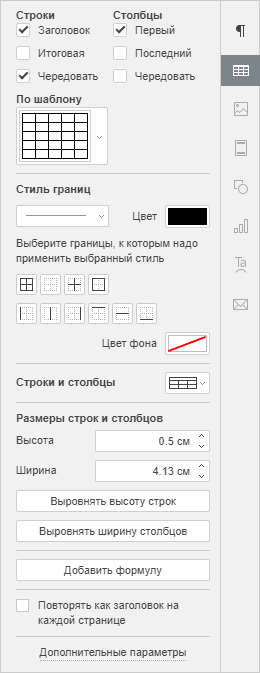 Строки Столбцы
Заголовок Первый
Итоговая Последний
Чередовать Чередовать
По шаблону
Стиль границ
Цвет
Выберите границы, к которым надо
применить выбранный стиль
Цвет фона
Строки и столбцы
Размеры строк и столбцов
Высота 0.5 см
Ширина 4.13 см
Выровнять высоту строк
Выровнять ширину столбцов
Добавить формулу
Повторять как заголовок на
каждой странице
Дополнительные параметры